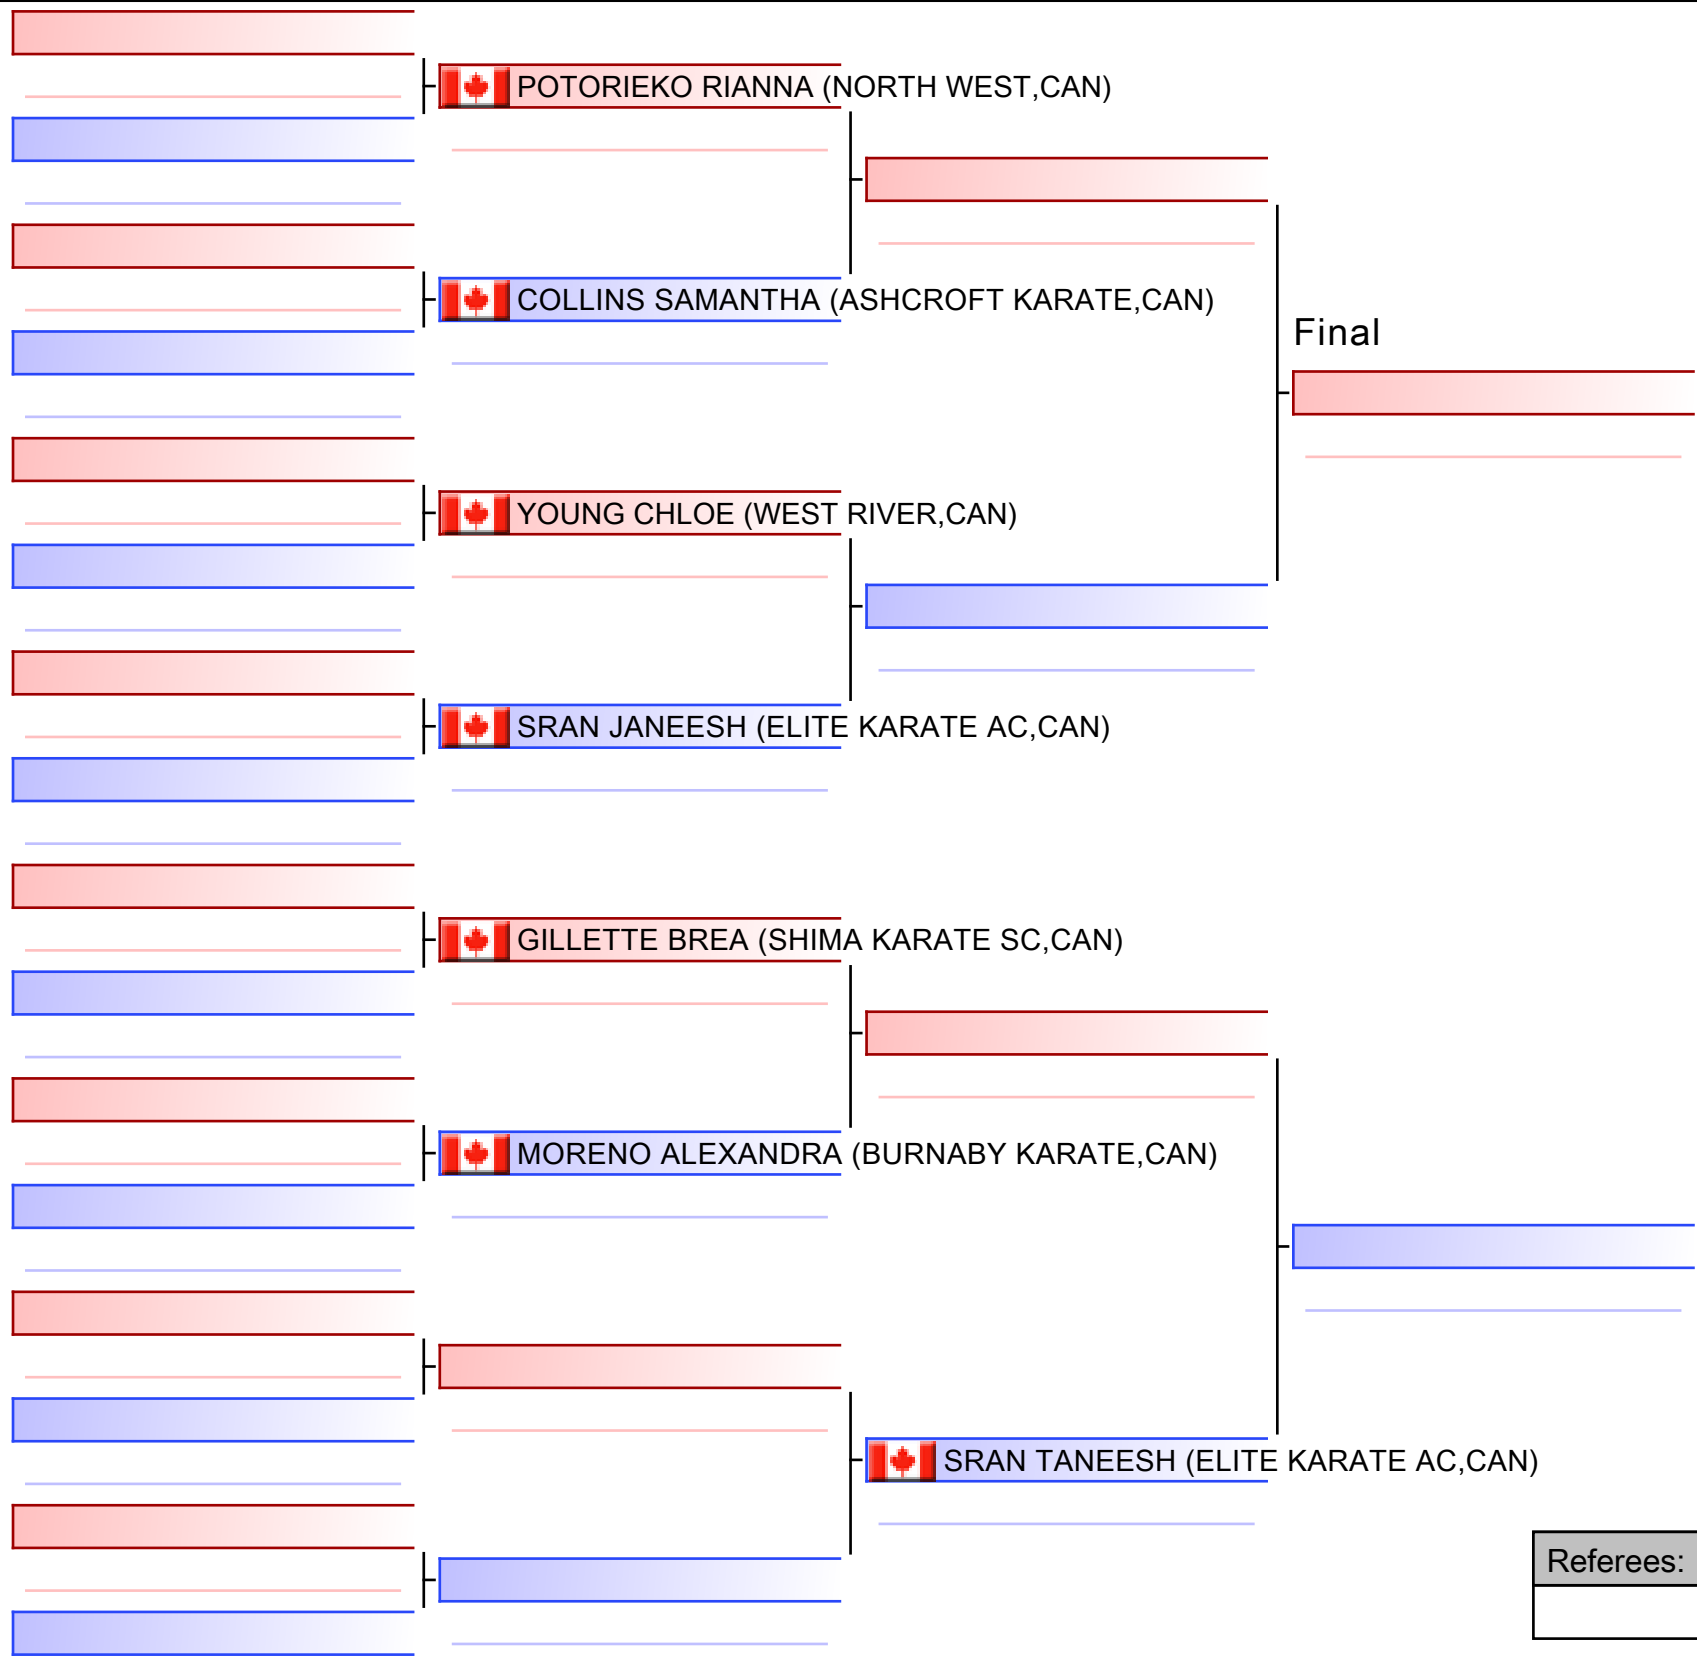 POTORIEKO RIANNA (NORTH WEST,CAN)
COLLINS SAMANTHA (ASHCROFT KARATE,CAN)
Final
YOUNG CHLOE (WEST RIVER,CAN)
SRAN JANEESH (ELITE KARATE AC,CAN)
GILLETTE BREA (SHIMA KARATE SC,CAN)
MORENO ALEXANDRA (BURNABY KARATE,CAN)
SRAN TANEESH (ELITE KARATE AC,CAN)
Referees: